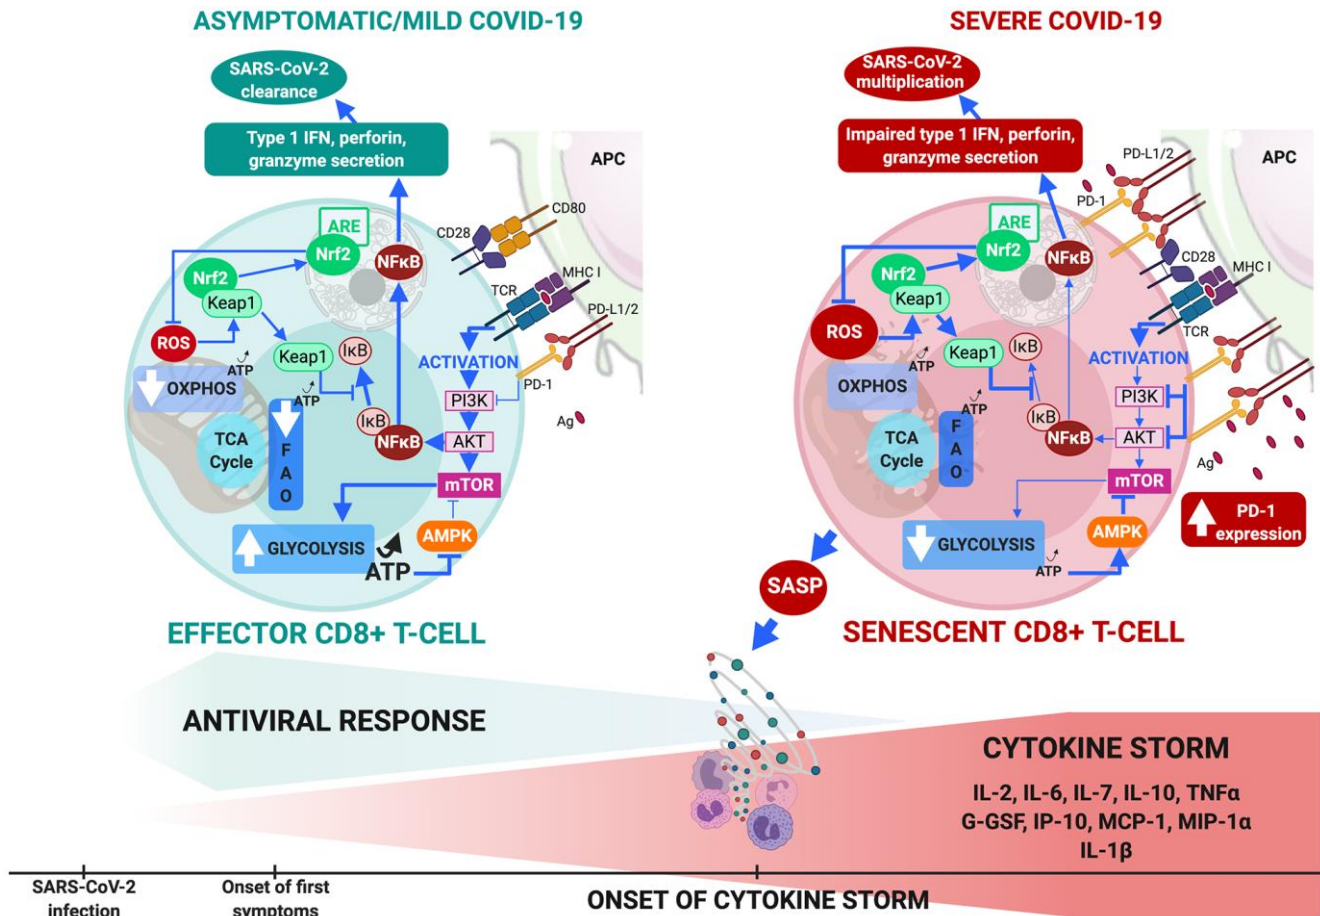 ASYMPTOMATIC/MILD COVID-19
SARS-CoV-2
clearance
Type 1 IFN, perforin,
granzyme secretion
APC
ARE
Nrf2
NFκB
Nrf2
Keap1
ROS
CD28
CD80
TCR
MHC I
PD-L1/2
PD-1
Ag
ATP
OXPHOS
Keap1
IκB
ATP
ACTIVATION
PI3K
IκB
NFκB
AKT
TCA
Cycle
F
A
O
mTOR
AMPK
GLYCOLYSIS
ATP
EFFECTOR CD8+ T-CELL
SEVERE COVID-19
SARS-CoV-2
multiplication
Impaired type 1 IFN, perforin,
granzyme secretion
PD-L1/2
APC
PD-1
ARE
Nrf2
NFκB
Nrf2
Keap1
ROS
CD28
MHC I
TCR
ATP
OXPHOS
Keap1
IκB
ATP
ACTIVATION
PI3K
IκB
NFκB
AKT
TCA
Cycle
F
A
O
Ag
mTOR
AMPK
GLYCOLYSIS
ATP
PD-1
expression
SASP
SENESCENT CD8+ T-CELL
ANTIVIRAL RESPONSE
CYTOKINE STORM
IL-2, IL-6, IL-7, IL-10, TNFα
G-GSF, IP-10, MCP-1, MIP-1α
IL-1β
SARS-CoV-2
infection
Onset of first
symptoms
ONSET OF CYTOKINE STORM